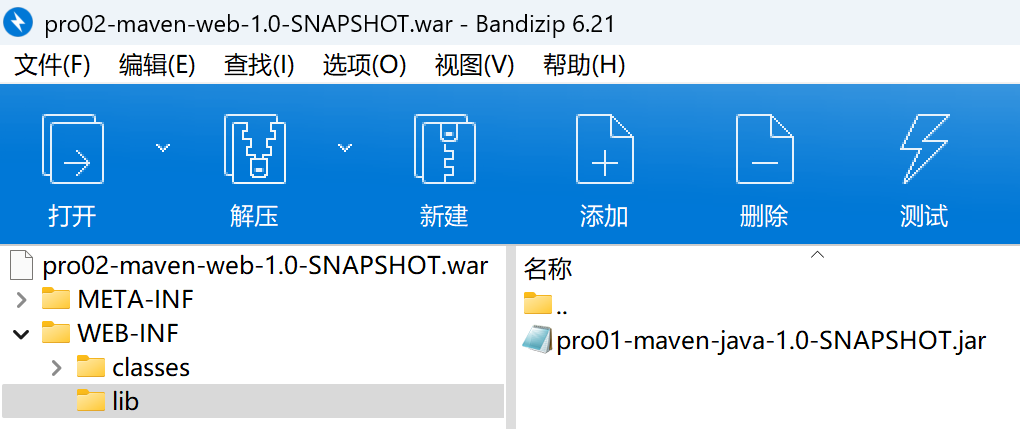 pro02-maven-web-1.0-SNAPSHOT.war - Bandizip 6.21
文件(F) 编辑(E) 查找(I) 选项(O) 视图(V) 帮助(H)
打开 解压 新建 添加 删除 测试
pro02-maven-web-1.0-SNAPSHOT.war
META-INF
WEB-INF
classes
lib
名称
..
pro01-maven-java-1.0-SNAPSHOT.jar